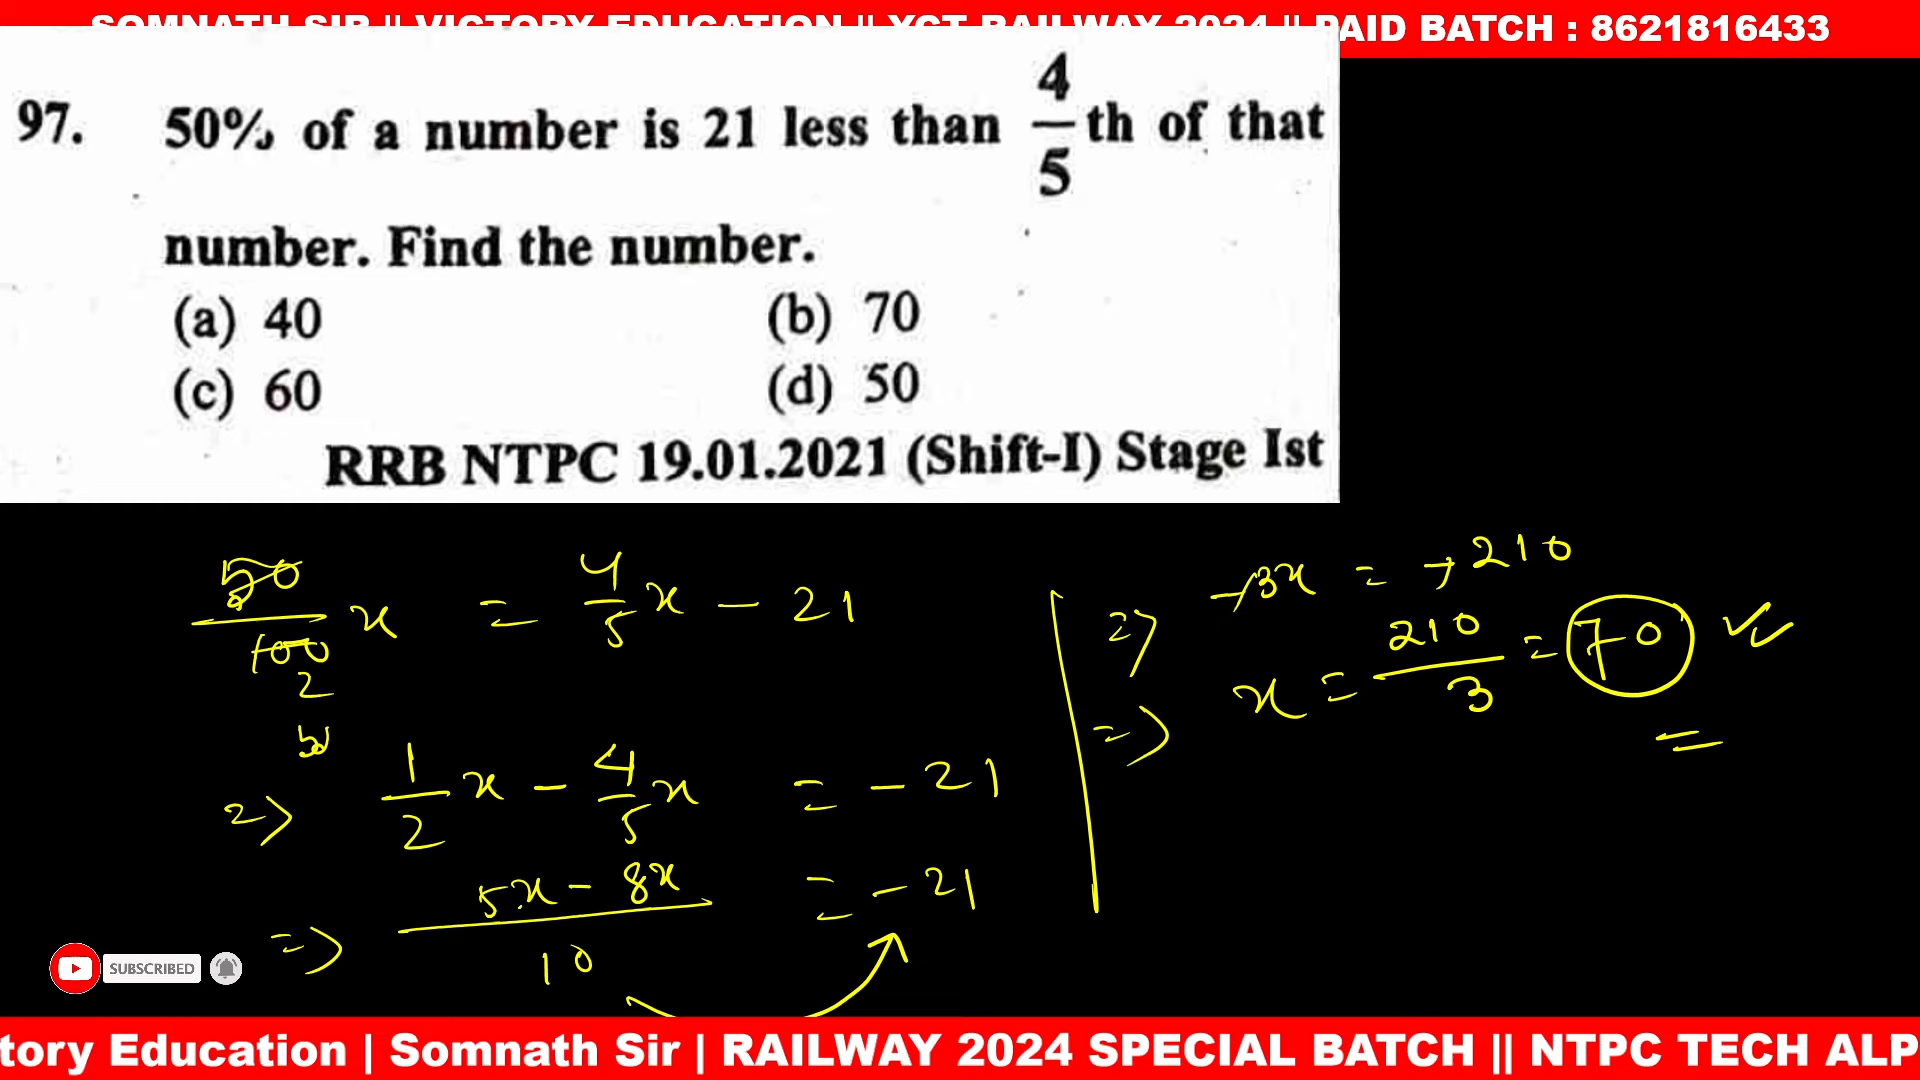 SOMNATH SIR || VICTORY EDUCATION || YCT RAILWAY 2024 || PAID BATCH : 8621816433
97. 50% of a number is 21 less than 4/5 th of that
number. Find the number.
(a) 40 (b) 70
(c) 60 (d) 50
RRB NTPC 19.01.2021 (Shift-I) Stage Ist
50/100 x = 4/5 x - 21
2
=> 1/2 x - 4/5 x = - 21
=> 5x - 8x / 10 = - 21
=> -3x = -210
=> x = 210/3 = 70
SUBSCRIBED
tory Education | Somnath Sir | RAILWAY 2024 SPECIAL BATCH || NTPC TECH ALP